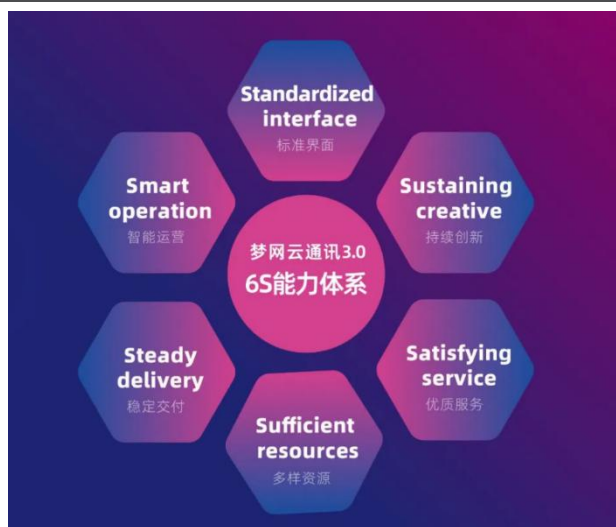 Standardized
interface
标准界面
Smart
operation
智能运营
Sustaining
creative
持续创新
梦网云通讯3.0
6S能力体系
Steady
delivery
稳定交付
Satisfying
service
优质服务
Sufficient
resources
多样资源